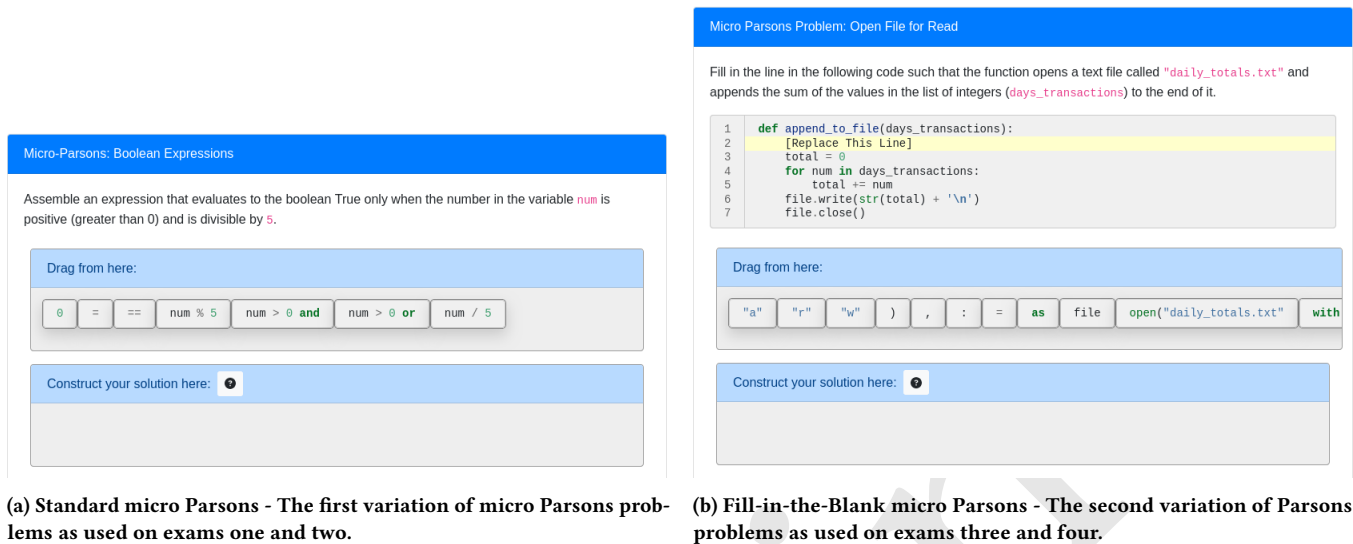 Micro-Parsons: Boolean Expressions
Assemble an expression that evaluates to the boolean True only when the number in the variable num is
positive (greater than 0) and is divisible by 5.
Drag from here:
0 = == num % 5 num > 0 and num > 0 or num / 5
Construct your solution here: ?
(a) Standard micro Parsons - The first variation of micro Parsons prob-
lems as used on exams one and two.
Micro Parsons Problem: Open File for Read
Fill in the line in the following code such that the function opens a text file called "daily_totals.txt" and
appends the sum of the values in the list of integers (days_transactions) to the end of it.
1 def append_to_file(days_transactions):
2 [Replace This Line]
3 total = 0
4 for num in days_transactions:
5 total += num
6 file.write(str(total) + '\n')
7 file.close()
Drag from here:
"a" "r" "w" ) , : = as file open("daily_totals.txt" with
Construct your solution here: ?
(b) Fill-in-the-Blank micro Parsons - The second variation of Parsons
problems as used on exams three and four.